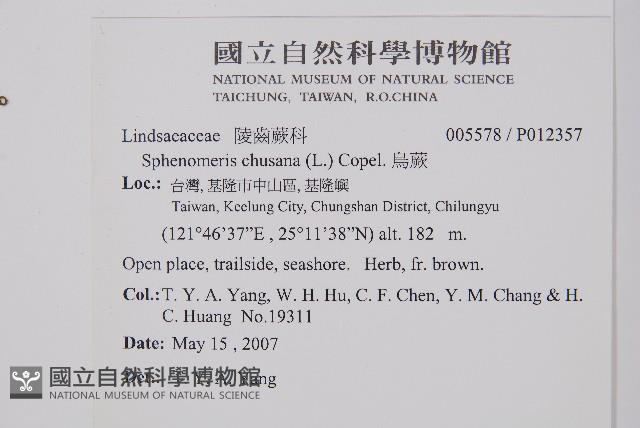 國立自然科學博物館
NATIONAL MUSEUM OF NATURAL SCIENCE
TAICHUNG, TAIWAN, R.O.CHINA
Lindsaeaceae 陵齒蕨科 005578 / P012357
Sphenomeris chusana (L.) Copel. 烏蕨
Loc.: 台灣, 基隆市中山區, 基隆嶼
Taiwan, Keelung City, Chungshan District, Chilungyu
(121°46’37”E , 25°11’38”N) alt. 182 m.
Open place, trailside, seashore. Herb, fr. brown.
Col.: T. Y. A. Yang, W. H. Hu, C. F. Chen, Y. M. Chang & H.
C. Huang No.19311
Date: May 15 , 2007
Yang
國立自然科學博物館
NATIONAL MUSEUM OF NATURAL SCIENCE